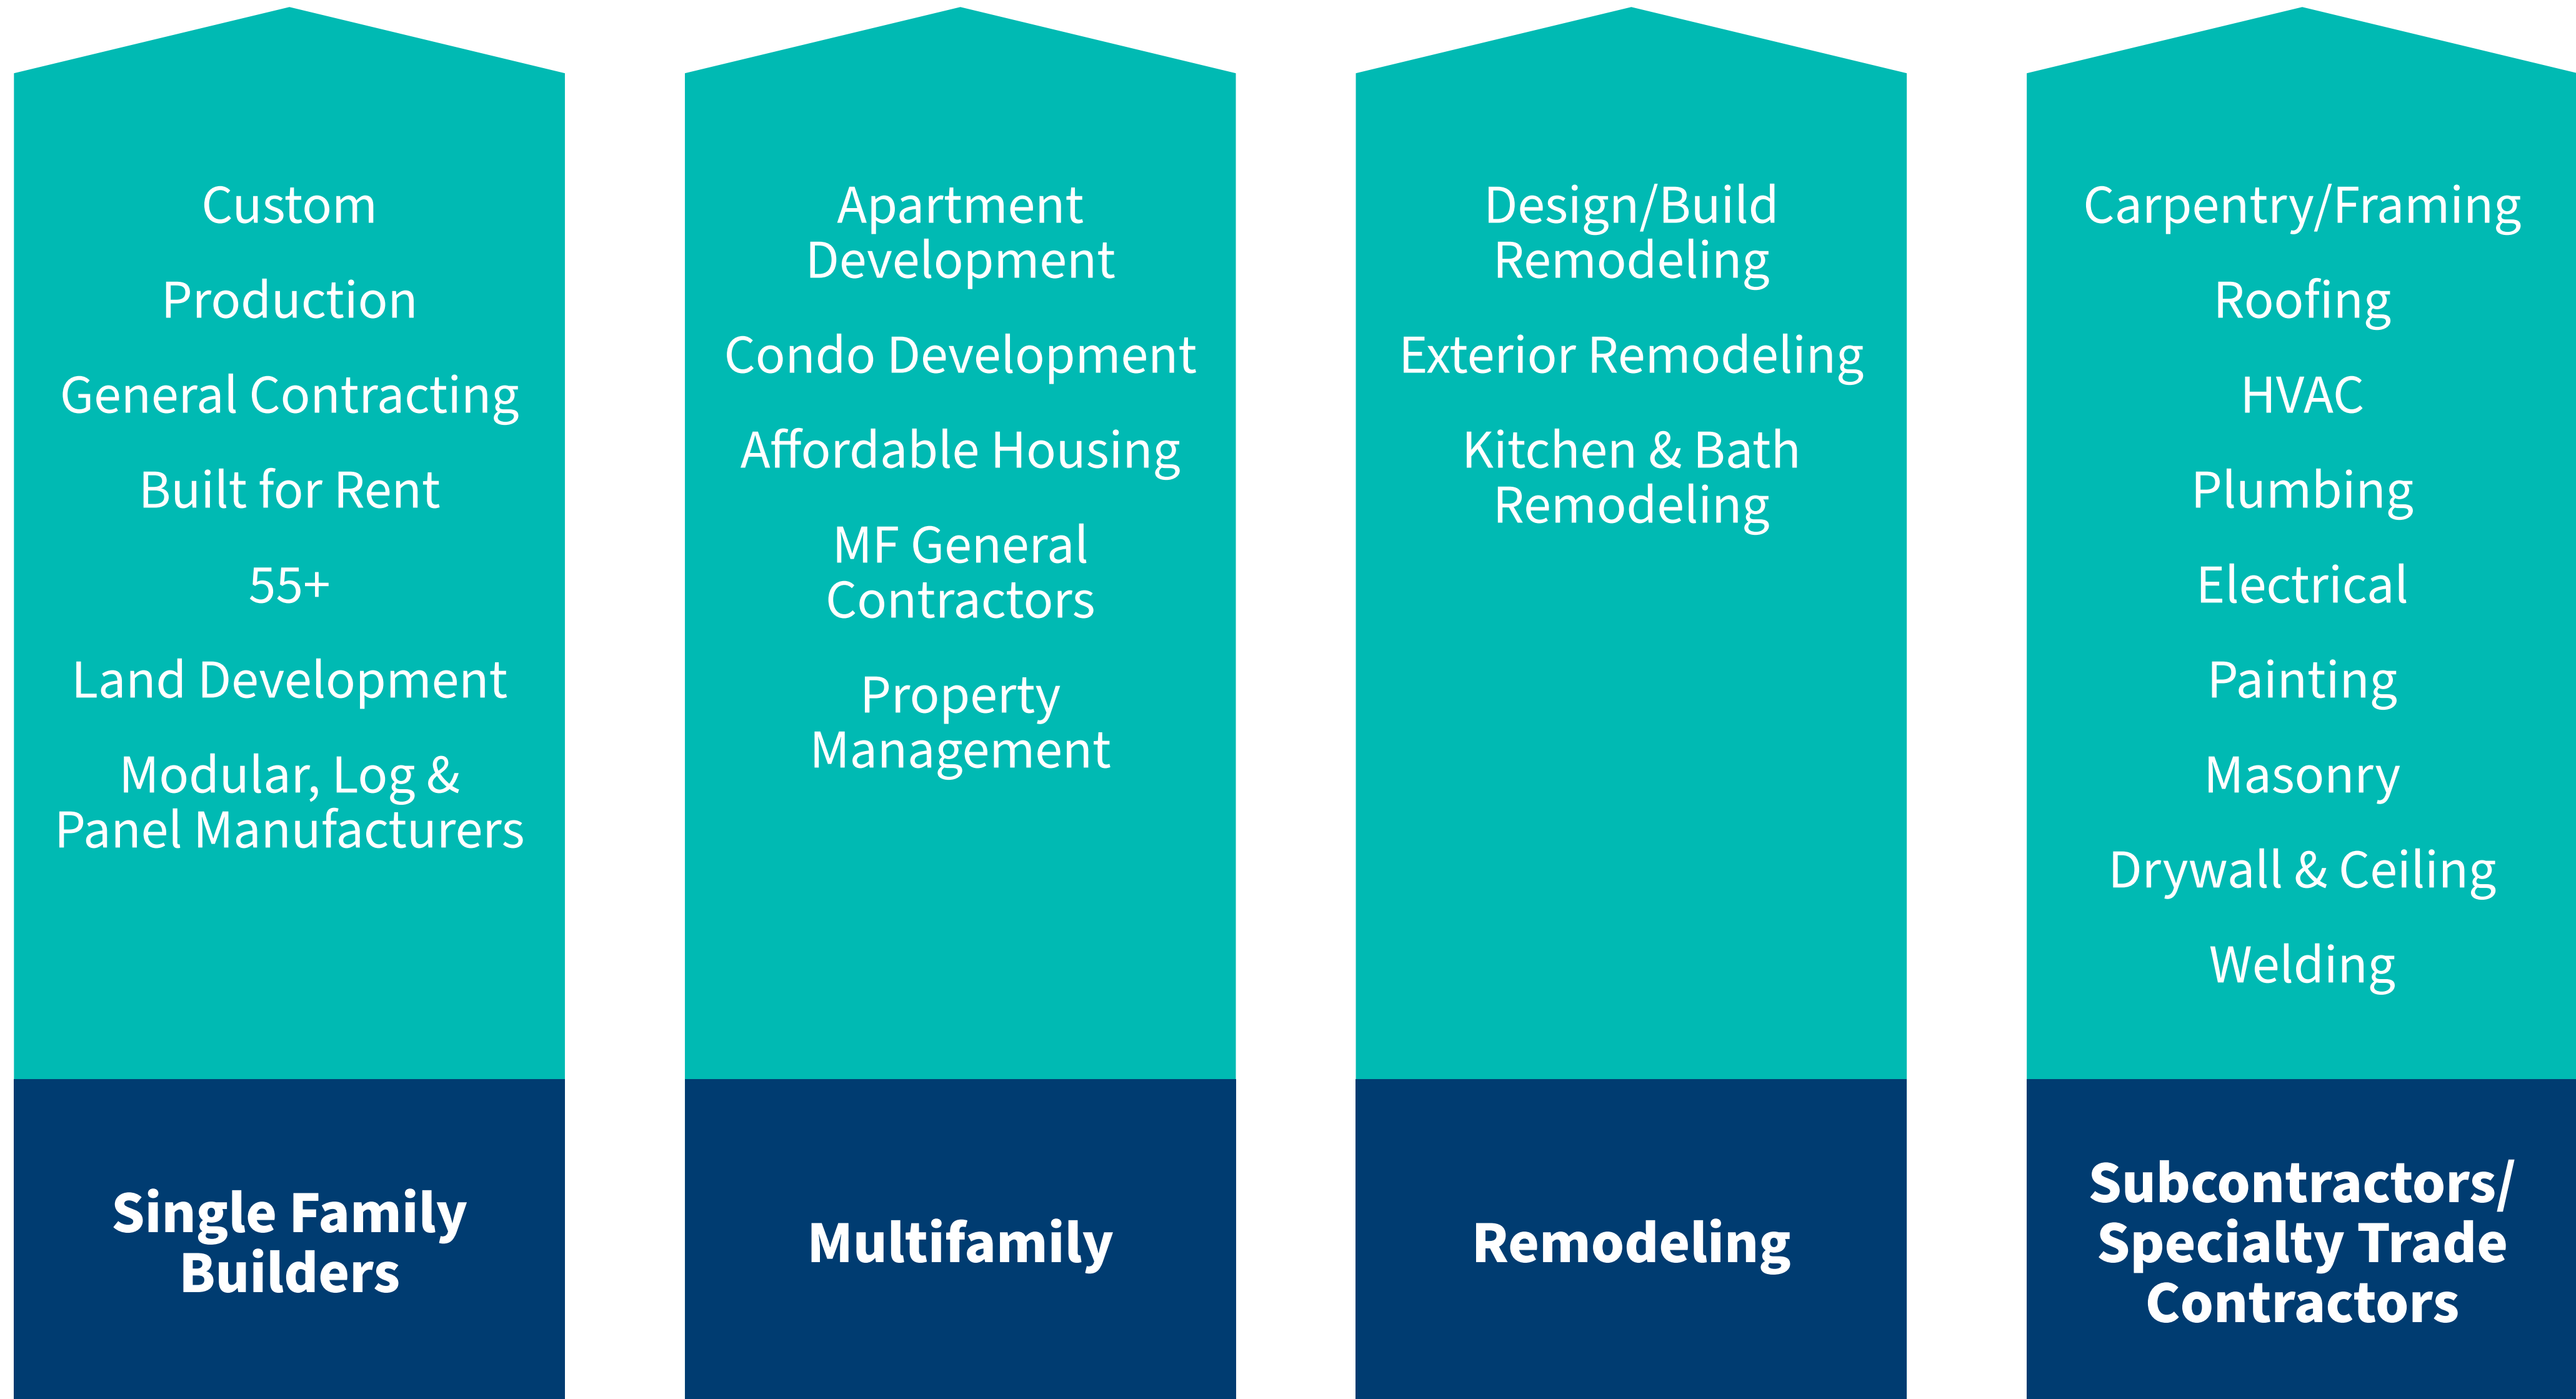 Custom
Production
General Contracting
Built for Rent
55+
Land Development
Modular, Log &
Panel Manufacturers
Single Family
Builders
Apartment
Development
Condo Development
Affordable Housing
MF General
Contractors
Property
Management
Multifamily
Design/Build
Remodeling
Exterior Remodeling
Kitchen & Bath
Remodeling
Remodeling
Carpentry/Framing
Roofing
HVAC
Plumbing
Electrical
Painting
Masonry
Drywall & Ceiling
Welding
Subcontractors/
Specialty Trade
Contractors